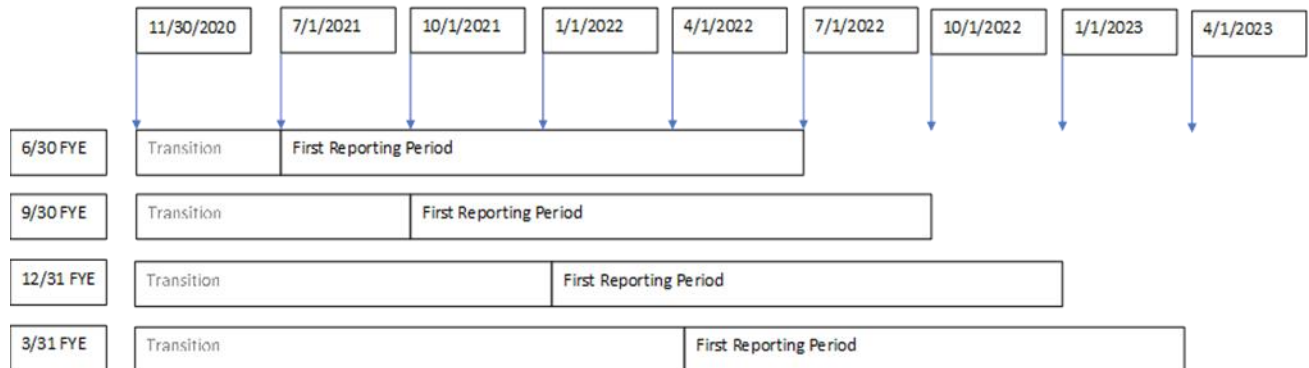 11/30/2020 7/1/2021 10/1/2021 1/1/2022 4/1/2022 7/1/2022 10/1/2022 1/1/2023 4/1/2023
6/30 FYE Transition First Reporting Period
9/30 FYE Transition First Reporting Period
12/31 FYE Transition First Reporting Period
3/31 FYE Transition First Reporting Period